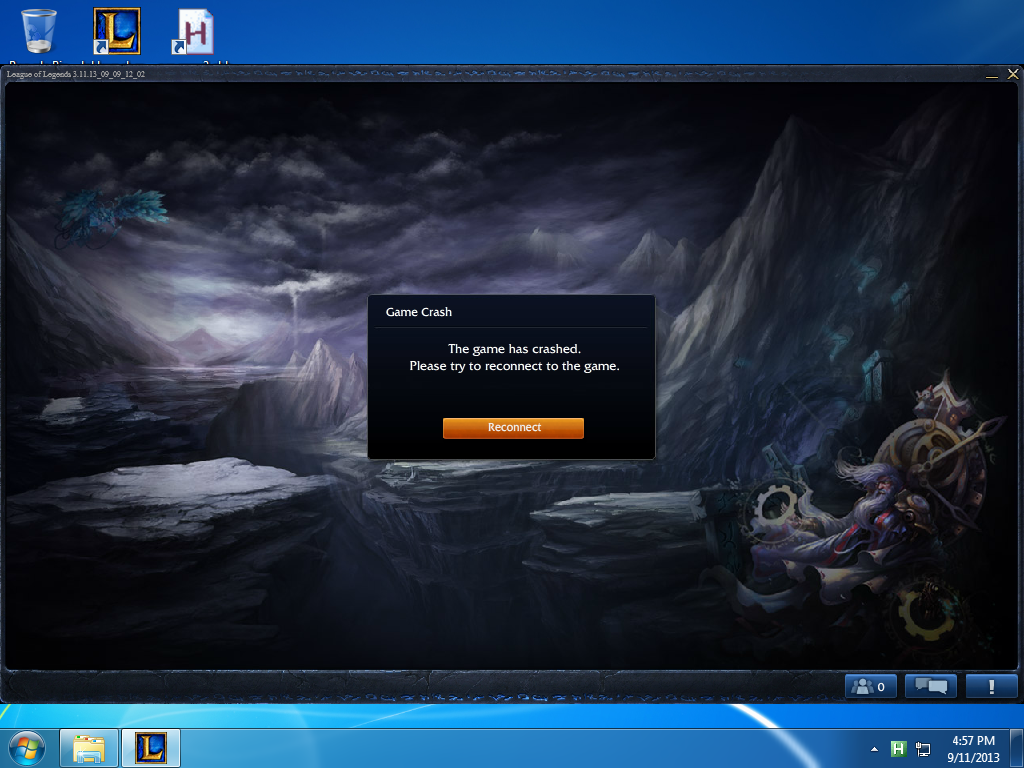 League of Legends 3.11.13_09_09_12_02
Game Crash
The game has crashed.
Please try to reconnect to the game.
Reconnect
0
4:57 PM
9/11/2013